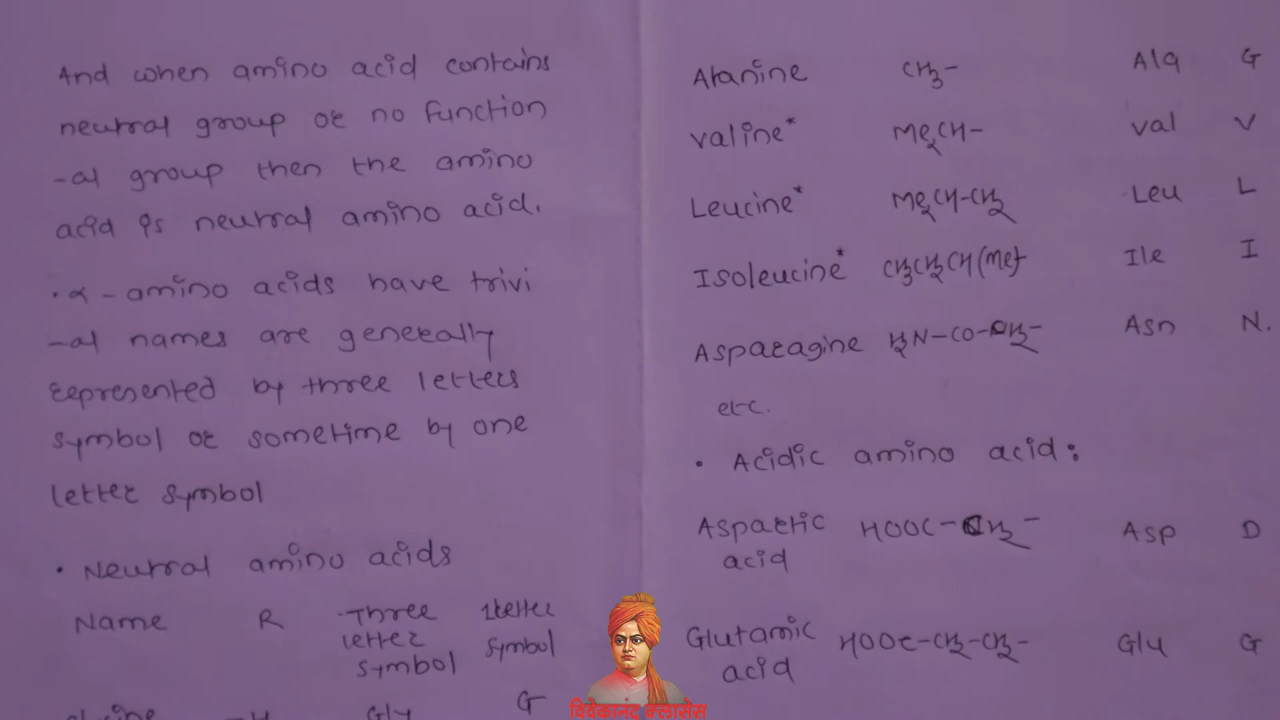 And when amino acid contains
neutral group or no function
-al group then the amino
acid is neutral amino acid.
• α - amino acids have trivi
-al names are generally
represented by three letters
symbol or sometime by one
letter symbol
• Neutral amino acids
Name R Three letter symbol 1letter symbol
Glycine -H Gly G
Alanine CH3- Ala G
Valine* Me2CH- Val V
Leucine* Me2CH-CH2 Leu L
Isoleucine* CH3CH2CH(Me)- Ile I
Asparagine H2N-CO-CH2- Asn N.
etc.
• Acidic amino acid:
Aspartic HOOC-CH2- Asp D
acid
Glutamic HOOC-CH2-CH2- Glu G
acid
विवेकानंद क्लासेस